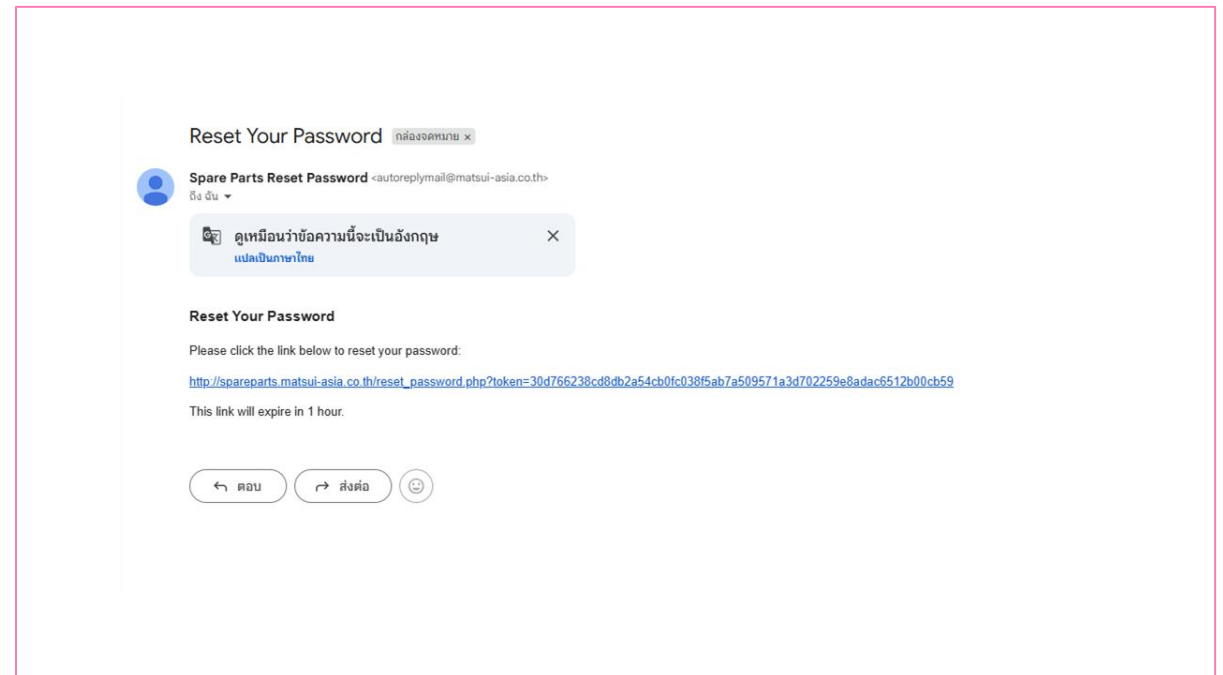 Reset Your Password กล่องจดหมาย ×
Spare Parts Reset Password <autoreplymail@matsui-asia.co.th>
ถึง ฉัน
ดูเหมือนว่าข้อความนี้จะเป็นอังกฤษ
แปลเป็นภาษาไทย
Reset Your Password
Please click the link below to reset your password:
http://spareparts.matsui-asia.co.th/reset_password.php?token=30d766238cd8db2a54cb0fc038f5ab7a509571a3d702259e8adac6512b00cb59
This link will expire in 1 hour.
ตอบ ส่งต่อ